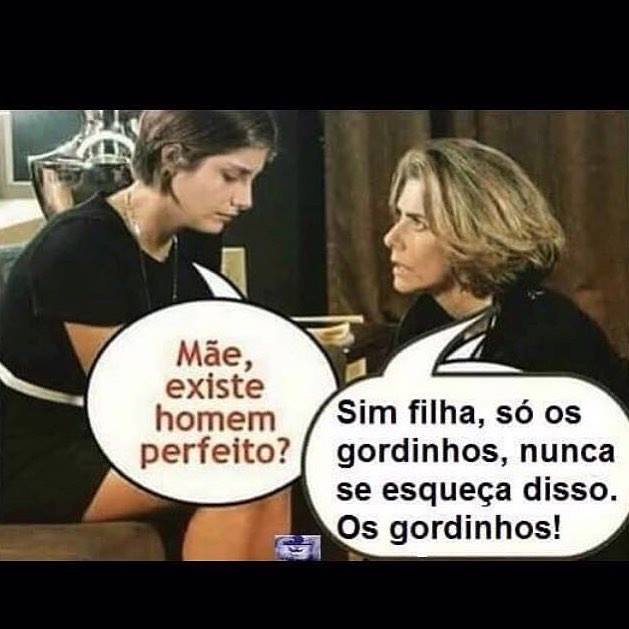 Mãe,
existe
homem
perfeito?
Sim filha, só os
gordinhos, nunca
se esqueça disso.
Os gordinhos!